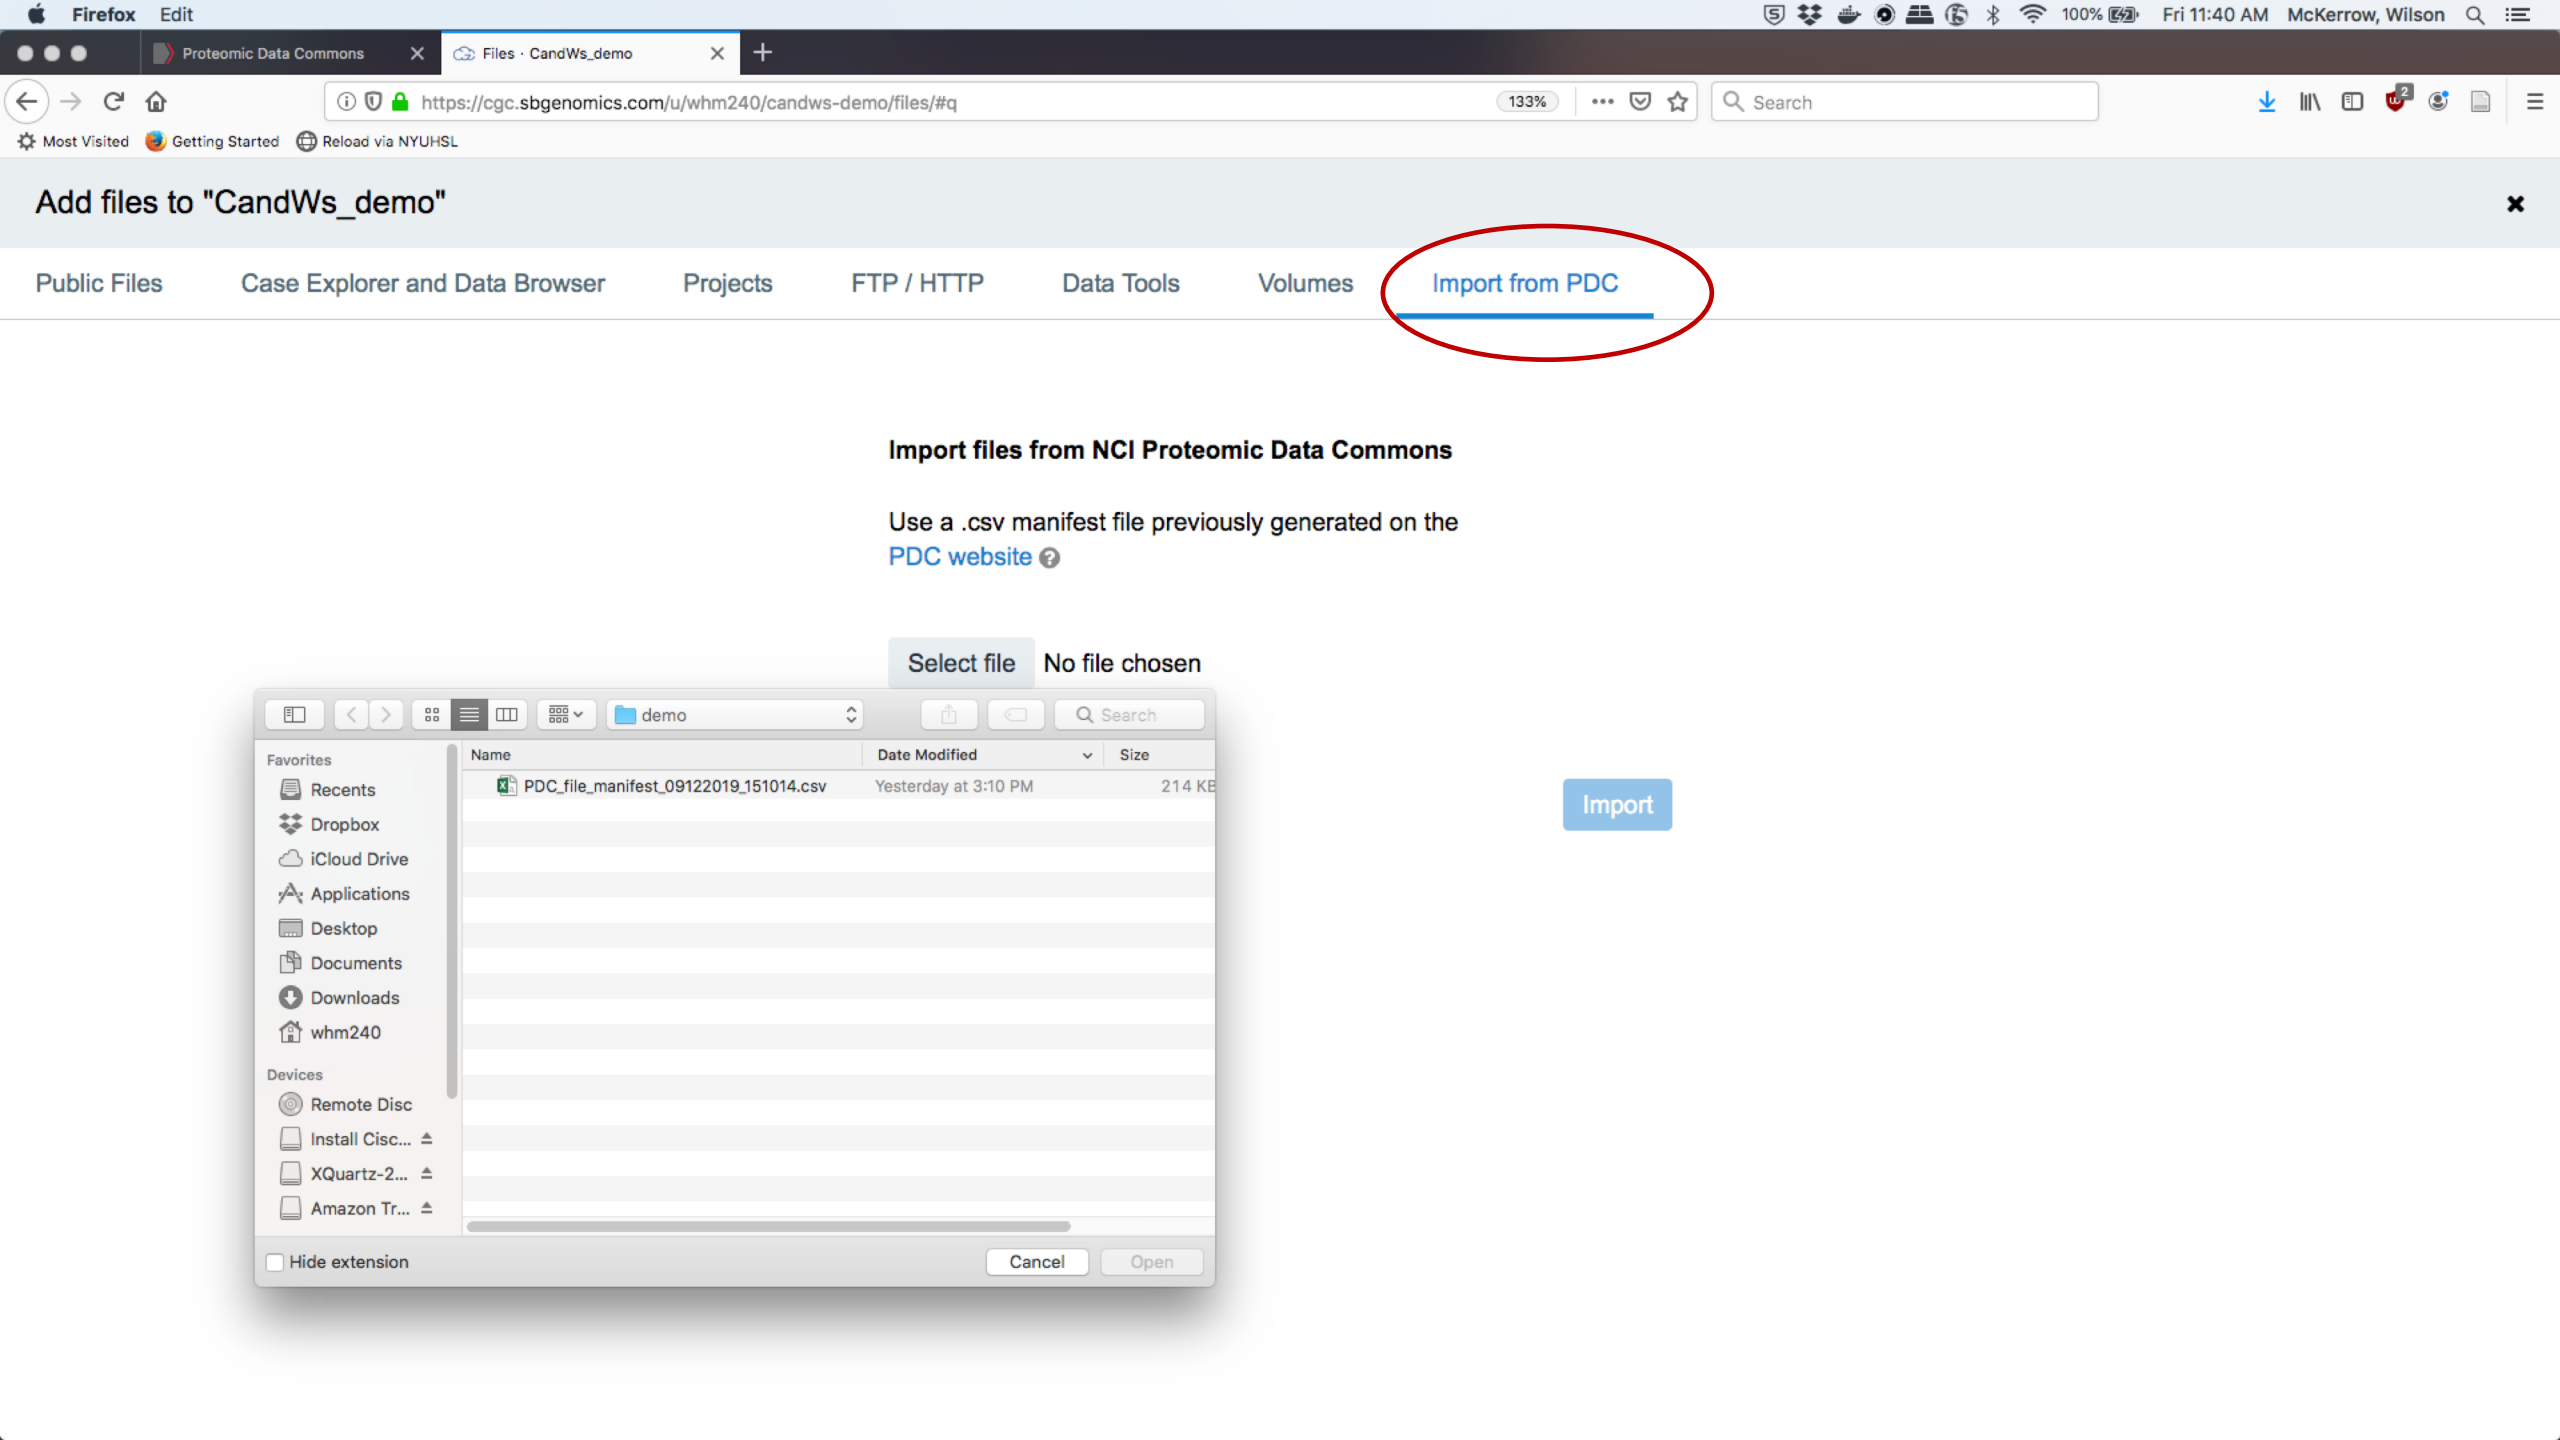 Firefox Edit 100% Fri 11:40 AM McKerrow, Wilson
Proteomic Data Commons Files · CandWs_demo
https://cgc.sbgenomics.com/u/whm240/candws-demo/files/#q 133% Search 2
Most Visited Getting Started Reload via NYUHSL
Add files to "CandWs_demo"
Public Files Case Explorer and Data Browser Projects FTP / HTTP Data Tools Volumes Import from PDC
Import files from NCI Proteomic Data Commons
Use a .csv manifest file previously generated on the
PDC website ?
Select file No file chosen
demo Search
Favorites
Recents
Dropbox
iCloud Drive
Applications
Desktop
Documents
Downloads
whm240
Devices
Remote Disc
Install Cisc...
XQuartz-2...
Amazon Tr...
Name Date Modified Size
PDC_file_manifest_09122019_151014.csv Yesterday at 3:10 PM 214 KB
Hide extension Cancel Open
Import